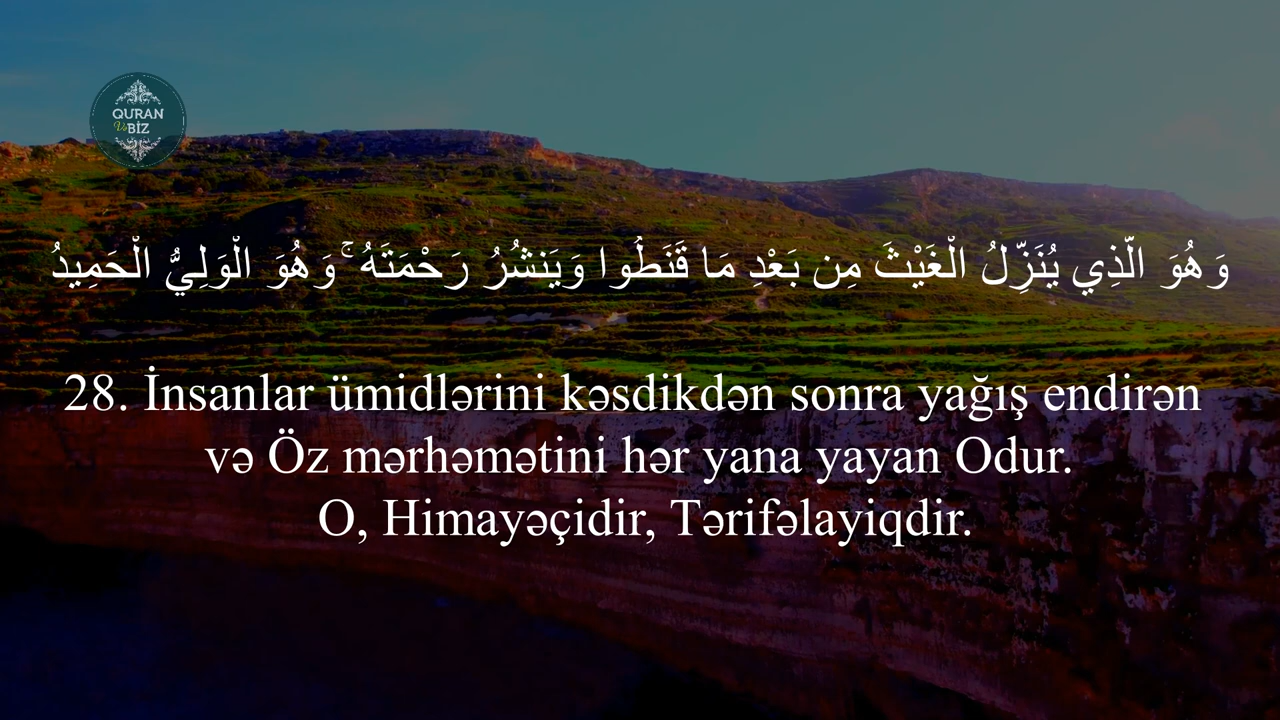 QURAN
Və BİZ
وَهُوَ الَّذِي يُنَزِّلُ الْغَيْثَ مِن بَعْدِ مَا قَنَطُوا وَيَنشُرُ رَحْمَتَهُ ۚ وَهُوَ الْوَلِيُّ الْحَمِيدُ
28. İnsanlar ümidlərini kəsdikdən sonra yağış endirən
və Öz mərhəmətini hər yana yayan Odur.
O, Himayəçidir, Tərifəlayiqdir.